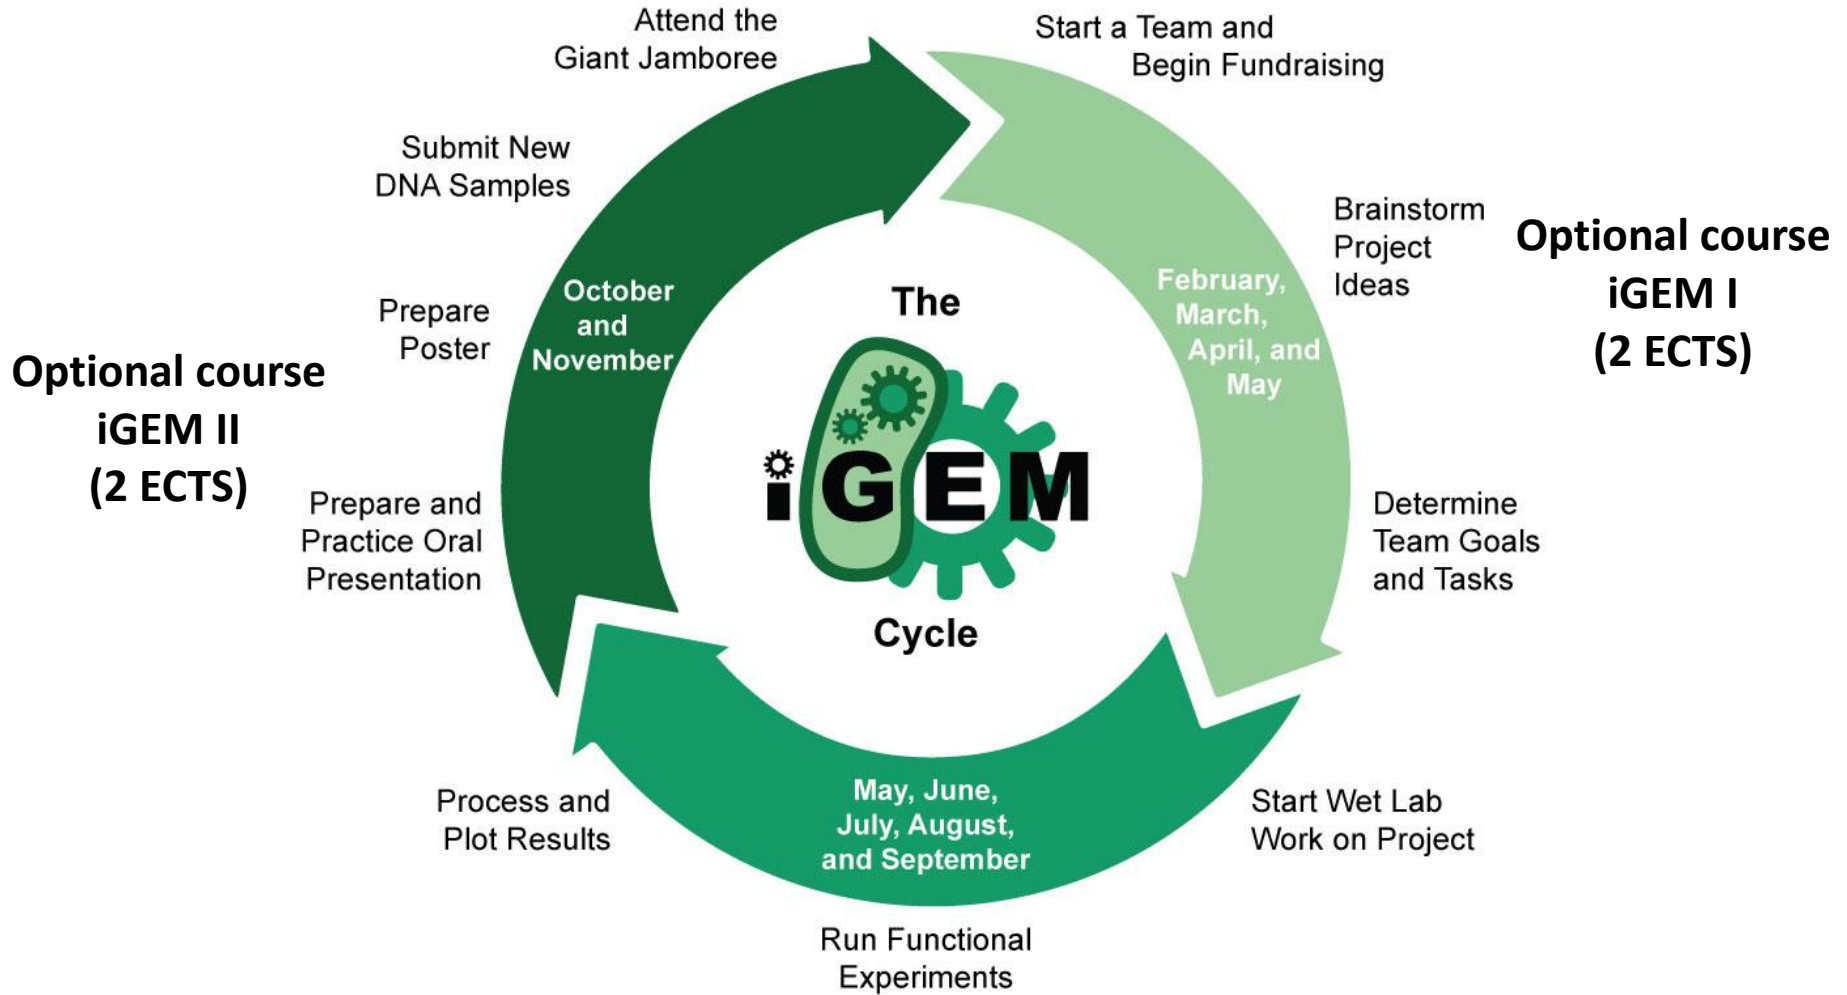 Attend the
Giant Jamboree
Start a Team and
Begin Fundraising
Submit New
DNA Samples
Brainstorm
Project
Ideas
Optional course
iGEM I
(2 ECTS)
October
and
November
The
iGEM
Cycle
February,
March,
April, and
May
Prepare
Poster
Optional course
iGEM II
(2 ECTS)
Prepare and
Practice Oral
Presentation
Determine
Team Goals
and Tasks
Process and
Plot Results
May, June,
July, August,
and September
Start Wet Lab
Work on Project
Run Functional
Experiments